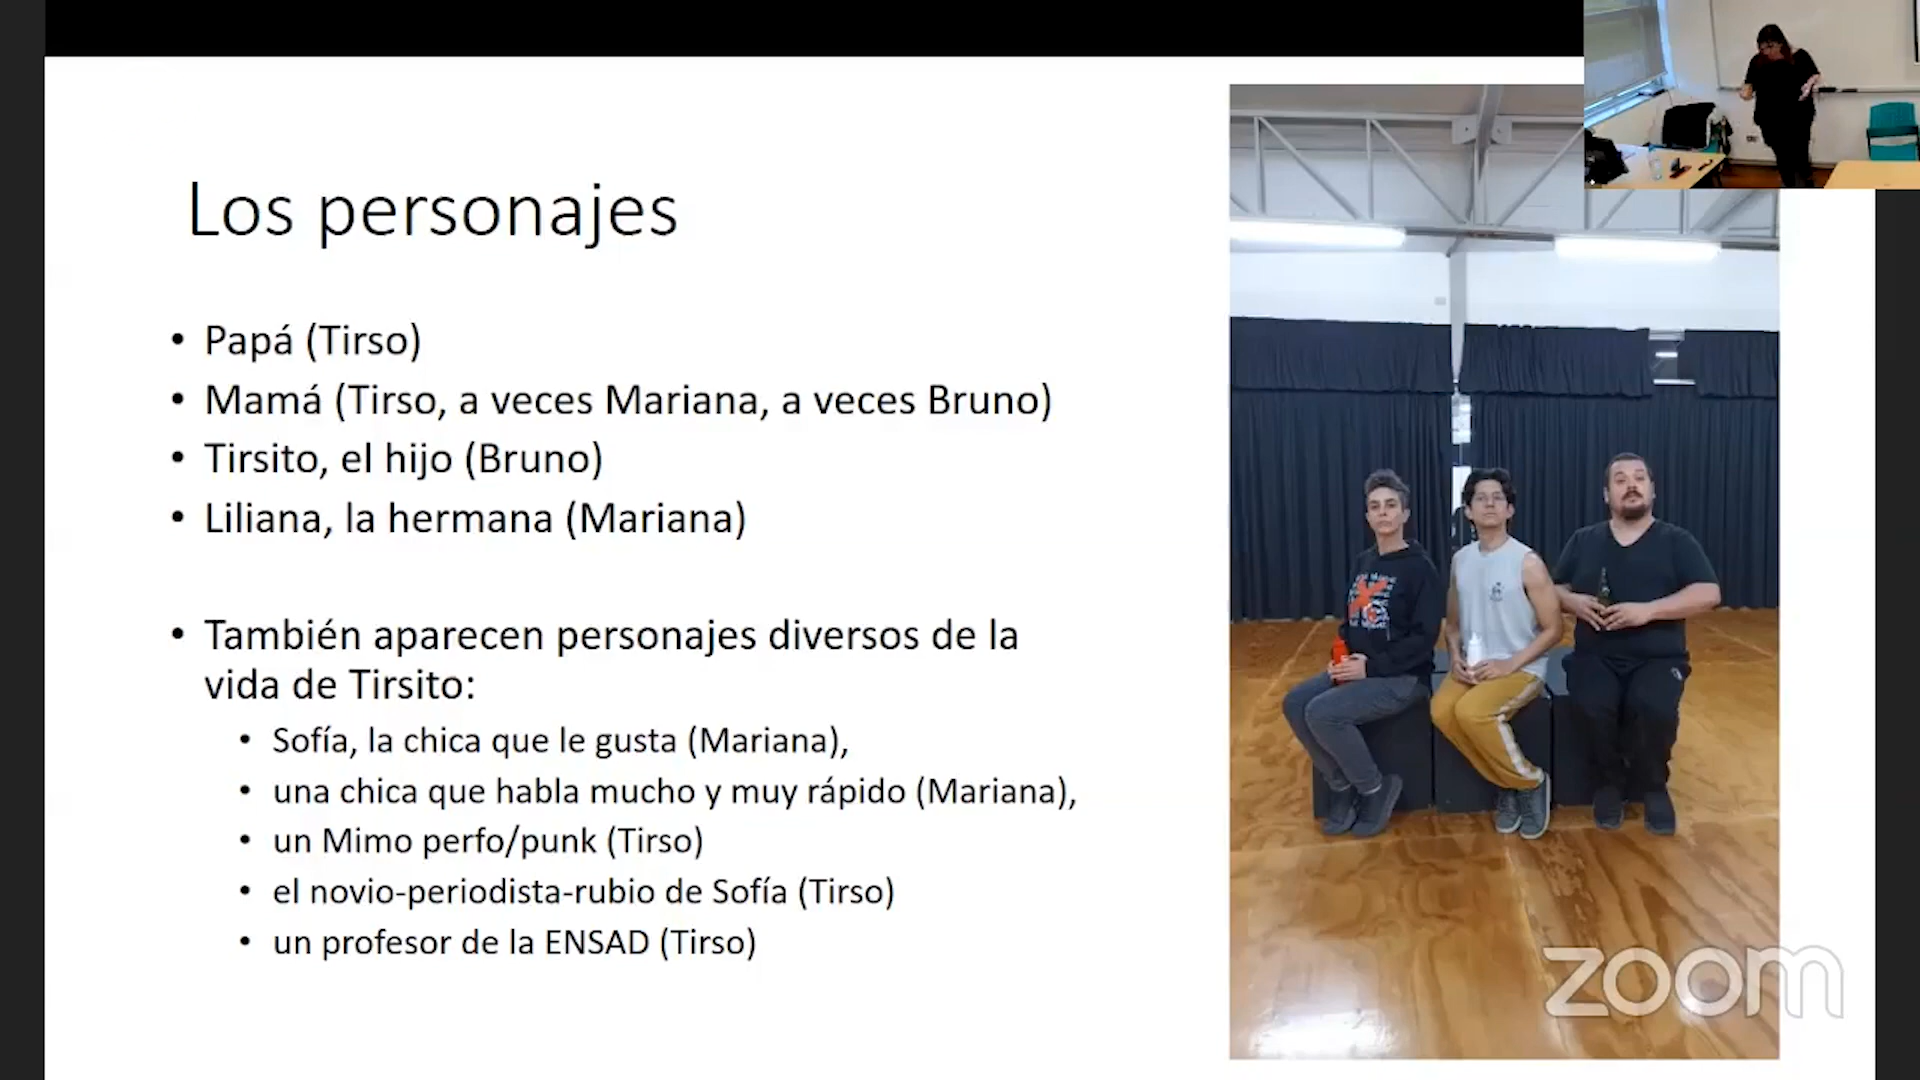 Los personajes
• Papá (Tirso)
• Mamá (Tirso, a veces Mariana, a veces Bruno)
• Tirsito, el hijo (Bruno)
• Liliana, la hermana (Mariana)
• También aparecen personajes diversos de la
vida de Tirsito:
• Sofía, la chica que le gusta (Mariana),
• una chica que habla mucho y muy rápido (Mariana),
• un Mimo perfo/punk (Tirso)
• el novio-periodista-rubio de Sofía (Tirso)
• un profesor de la ENSAD (Tirso)
zoom